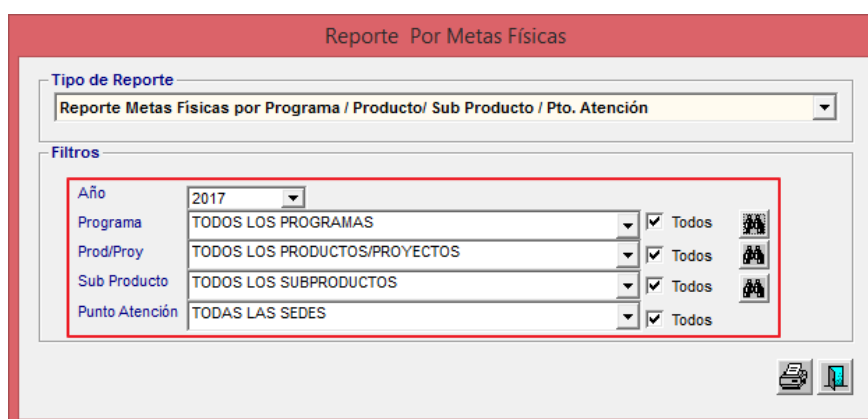 Reporte Por Metas Físicas
Tipo de Reporte
Reporte Metas Físicas por Programa / Producto/ Sub Producto / Pto. Atención
Filtros
Año 2017
Programa TODOS LOS PROGRAMAS Todos
Prod/Proy TODOS LOS PRODUCTOS/PROYECTOS Todos
Sub Producto TODOS LOS SUBPRODUCTOS Todos
Punto Atención TODAS LAS SEDES Todos